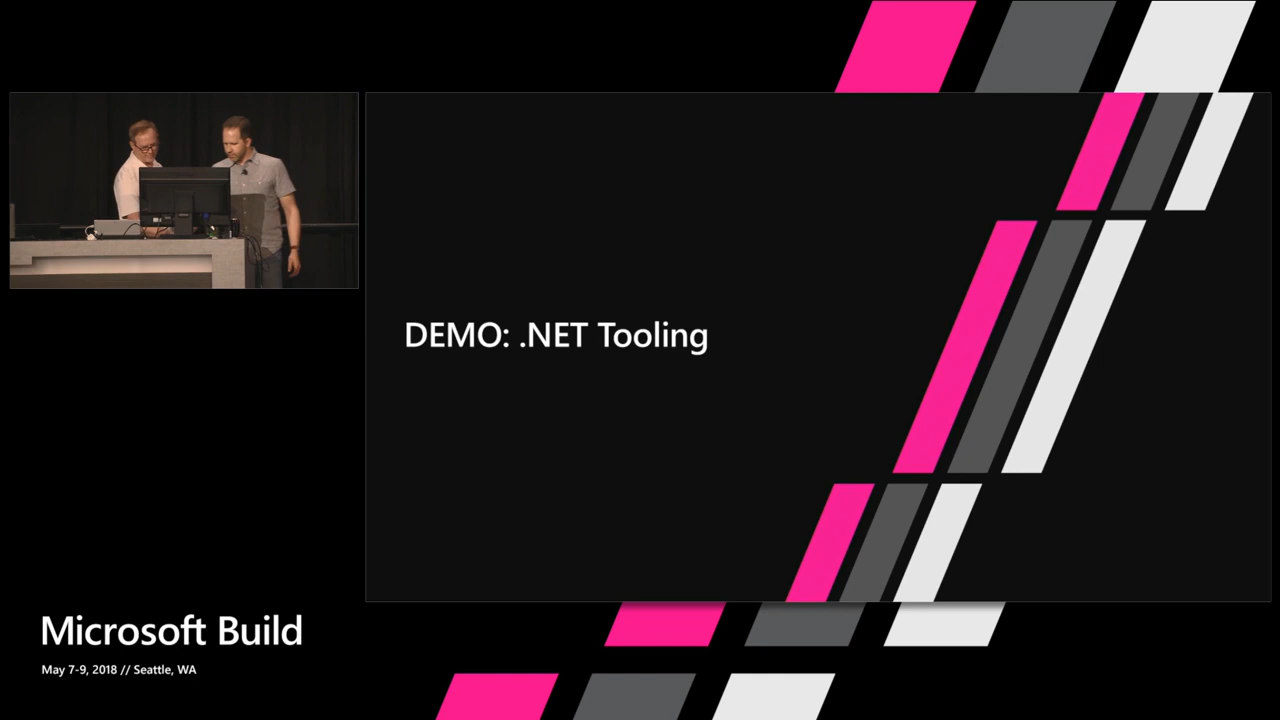 DEMO: .NET Tooling
Microsoft Build
May 7-9, 2018 // Seattle, WA